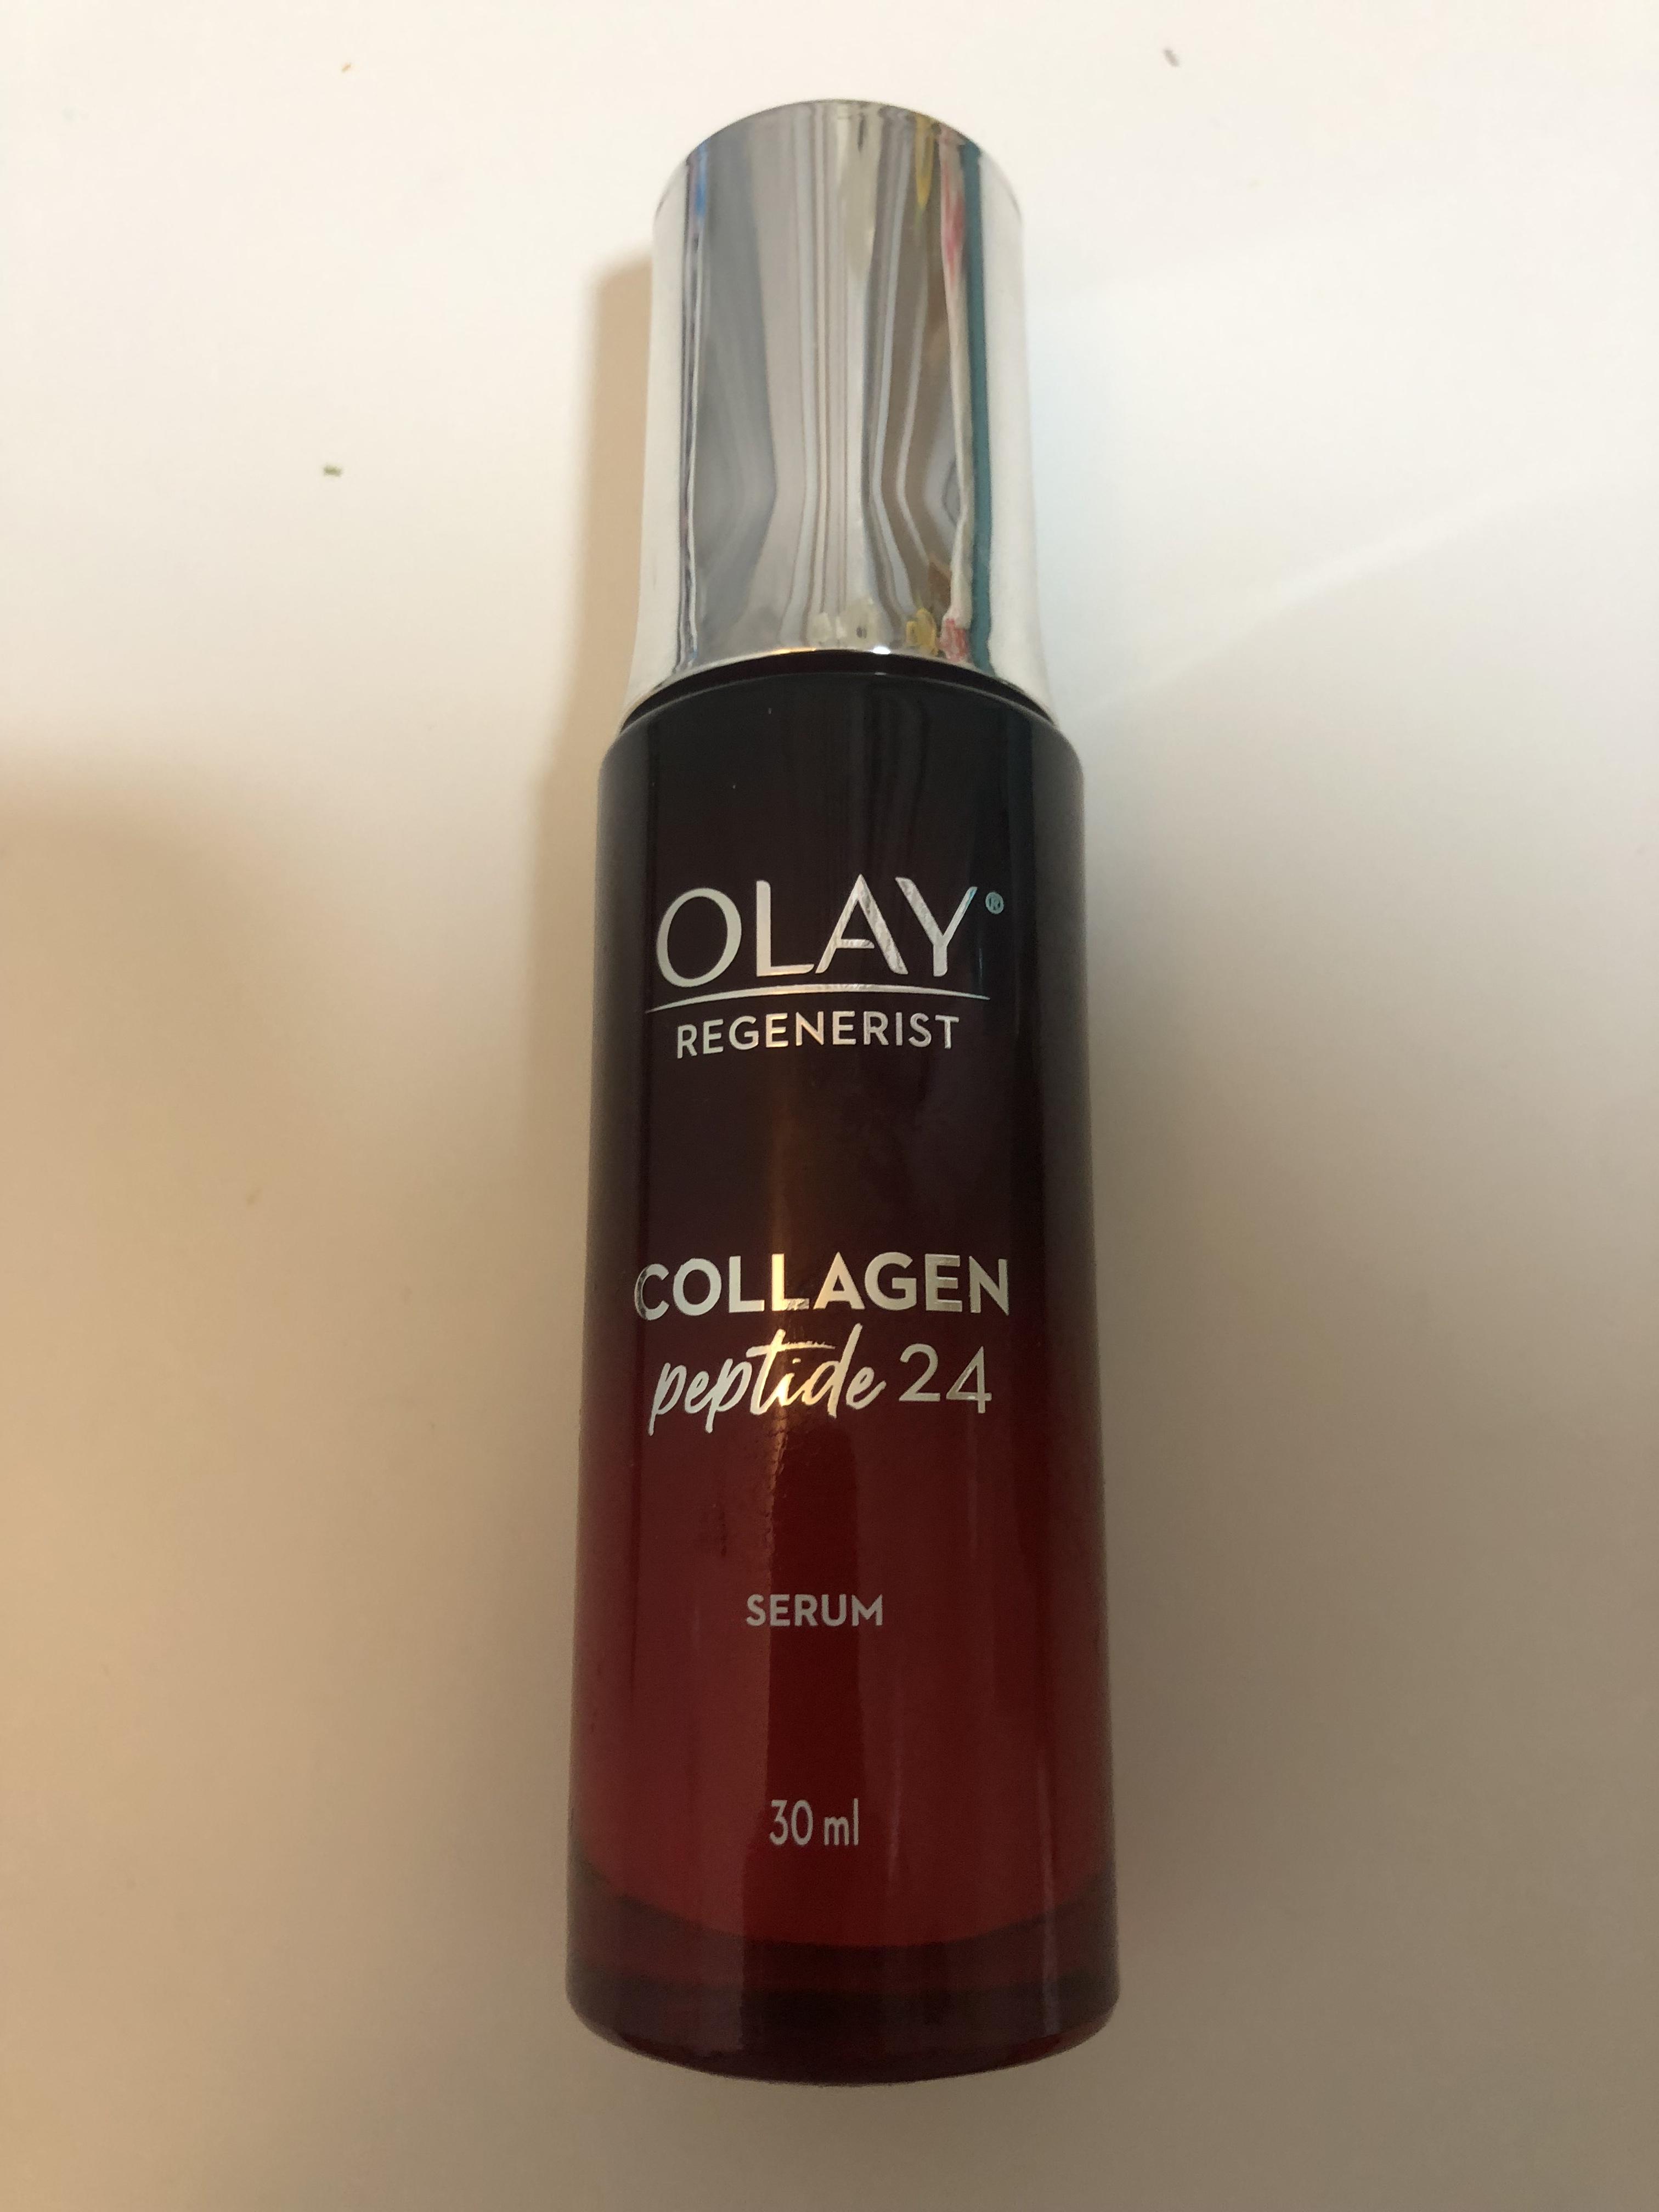 OLAY®
REGENERIST
COLLAGEN
peptide 24
SERUM
30 ml